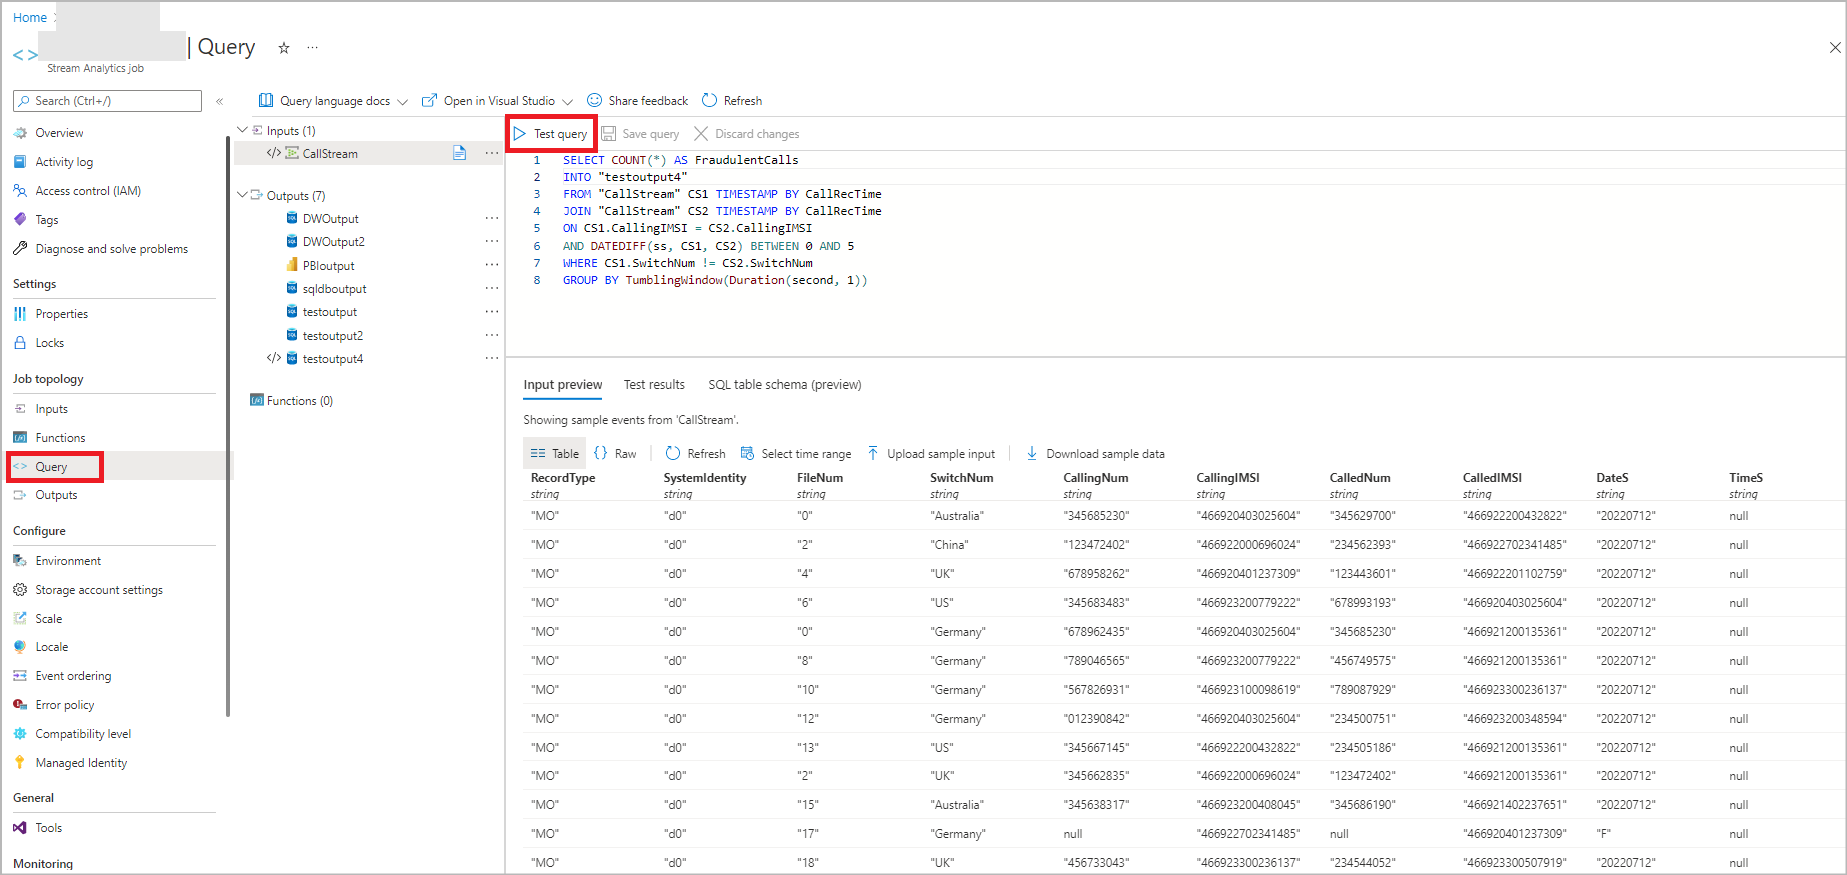 Home
| Query ☆ ···
Stream Analytics job
Search (Ctrl+/) «
Overview
Activity log
Access control (IAM)
Tags
Diagnose and solve problems
Settings
Properties
Locks
Job topology
Inputs
Functions
Query
Outputs
Configure
Environment
Storage account settings
Scale
Locale
Event ordering
Error policy
Compatibility level
Managed Identity
General
Tools
Monitoring
Query language docs Open in Visual Studio Share feedback Refresh
Inputs (1)
CallStream ···
Outputs (7)
DWOutput ···
DWOutput2 ···
PBIoutput ···
sqldboutput ···
testoutput ···
testoutput2 ···
testoutput4 ···
Functions (0)
Test query Save query Discard changes
1 SELECT COUNT(*) AS FraudulentCalls
2 INTO "testoutput4"
3 FROM "CallStream" CS1 TIMESTAMP BY CallRecTime
4 JOIN "CallStream" CS2 TIMESTAMP BY CallRecTime
5 ON CS1.CallingIMSI = CS2.CallingIMSI
6 AND DATEDIFF(ss, CS1, CS2) BETWEEN 0 AND 5
7 WHERE CS1.SwitchNum != CS2.SwitchNum
8 GROUP BY TumblingWindow(Duration(second, 1))
Input preview Test results SQL table schema (preview)
Showing sample events from 'CallStream'.
Table {} Raw Refresh Select time range Upload sample input Download sample data
RecordType SystemIdentity FileNum SwitchNum CallingNum CallingIMSI CalledNum CalledIMSI DateS TimeS
string string string string string string string string string string
"MO" "d0" "0" "Australia" "345685230" "466920403025604" "345629700" "466922200432822" "20220712" null
"MO" "d0" "2" "China" "123472402" "466922000696024" "234562393" "466922702341485" "20220712" null
"MO" "d0" "4" "UK" "678958262" "466920401237309" "123443601" "466922201102759" "20220712" null
"MO" "d0" "6" "US" "345683483" "466923200779222" "678993193" "466920403025604" "20220712" null
"MO" "d0" "0" "Germany" "678962435" "466920403025604" "345685230" "466921200135361" "20220712" null
"MO" "d0" "8" "Germany" "789046565" "466923200779222" "456749575" "466921200135361" "20220712" null
"MO" "d0" "10" "Germany" "567826931" "466923100098619" "789087929" "466923300236137" "20220712" null
"MO" "d0" "12" "Germany" "012390842" "466920403025604" "234500751" "466923200348594" "20220712" null
"MO" "d0" "13" "US" "345667145" "466922200432822" "234505186" "466921200135361" "20220712" null
"MO" "d0" "2" "UK" "345662835" "466922000696024" "123472402" "466921200135361" "20220712" null
"MO" "d0" "15" "Australia" "345638317" "466923200408045" "345686190" "466921402237651" "20220712" null
"MO" "d0" "17" "Germany" null "466922702341485" null "466920401237309" "F" null
"MO" "d0" "18" "UK" "456733043" "466923300236137" "234544052" "466923300507919" "20220712" null